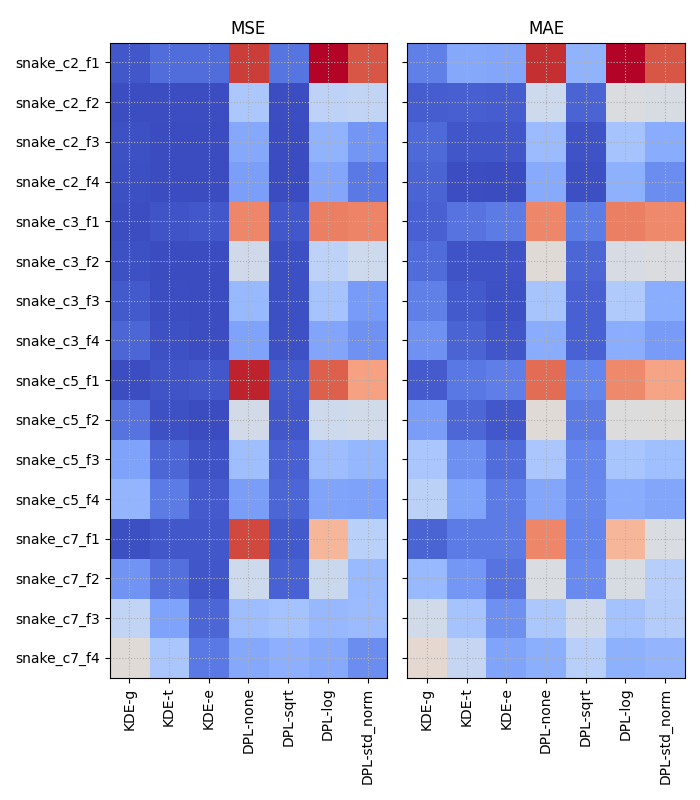 MSE
MAE
snake_c2_f1
snake_c2_f2
snake_c2_f3
snake_c2_f4
snake_c3_f1
snake_c3_f2
snake_c3_f3
snake_c3_f4
snake_c5_f1
snake_c5_f2
snake_c5_f3
snake_c5_f4
snake_c7_f1
snake_c7_f2
snake_c7_f3
snake_c7_f4
KDE-g
KDE-t
KDE-e
DPL-none
DPL-sqrt
DPL-log
DPL-std_norm
KDE-g
KDE-t
KDE-e
DPL-none
DPL-sqrt
DPL-log
DPL-std_norm